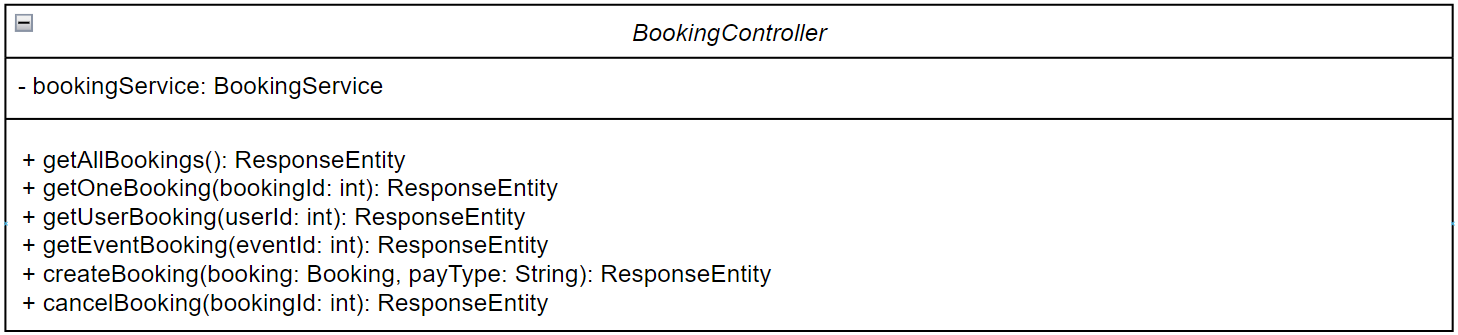 BookingController
- bookingService: BookingService
+ getAllBookings(): ResponseEntity
+ getOneBooking(bookingId: int): ResponseEntity
+ getUserBooking(userId: int): ResponseEntity
+ getEventBooking(eventId: int): ResponseEntity
+ createBooking(booking: Booking, payType: String): ResponseEntity
+ cancelBooking(bookingId: int): ResponseEntity